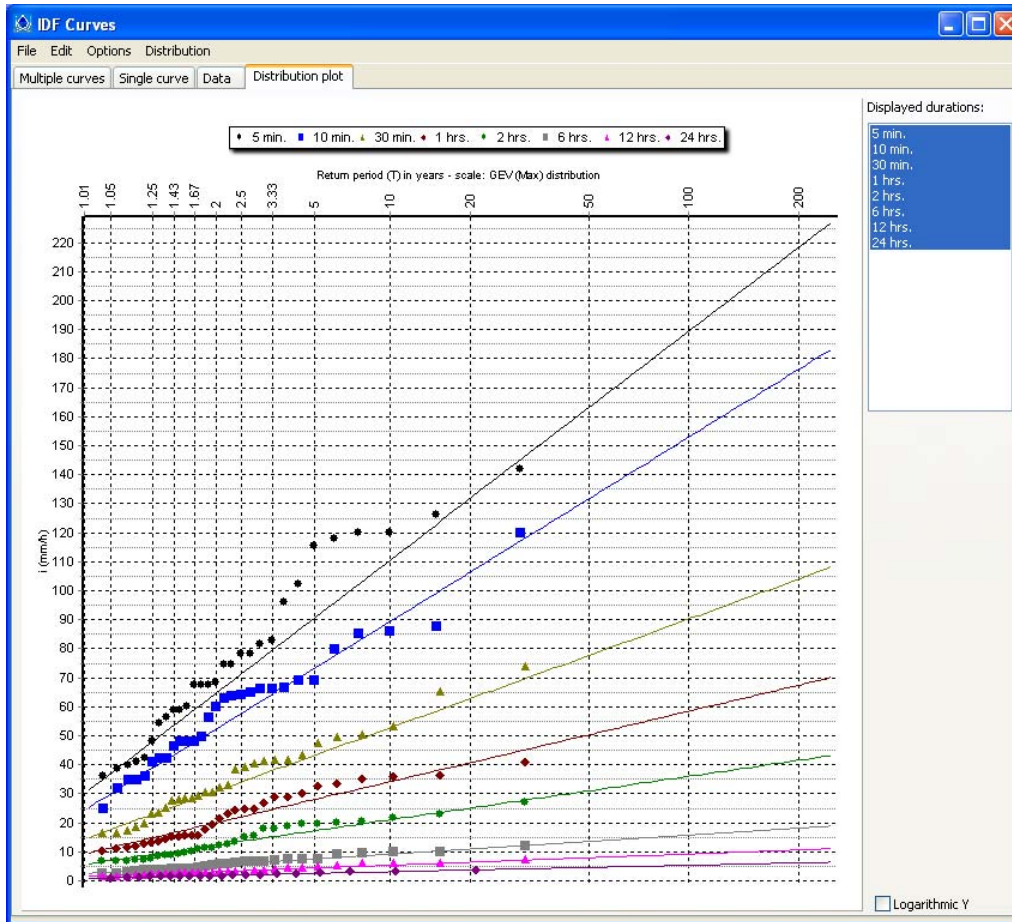 IDF Curves
File Edit Options Distribution
Multiple curves Single curve Data Distribution plot
5 min. 10 min. 30 min. 1 hrs. 2 hrs. 6 hrs. 12 hrs. 24 hrs.
Return period (T) in years - scale: GEV (Max) distribution
1.01 1.05 1.25 1.43 1.67 2 2.5 3.33 5 10 20 50 100 200
220
210
200
190
180
170
160
150
140
130
120
110
100
90
80
70
60
50
40
30
20
10
0
i (mm/h)
Displayed durations:
5 min.
10 min.
30 min.
1 hrs.
2 hrs.
6 hrs.
12 hrs.
24 hrs.
Logarithmic Y